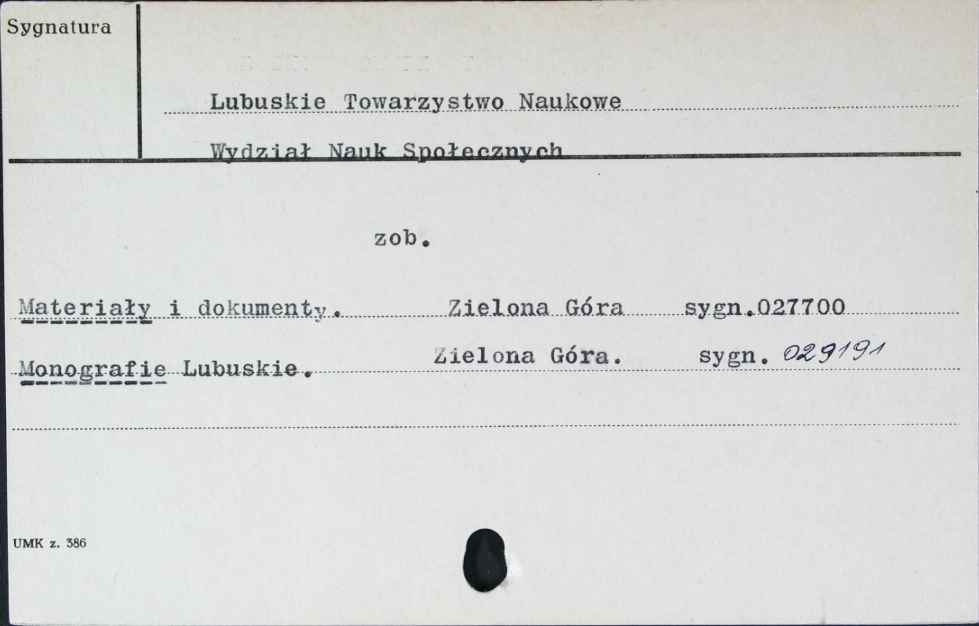 Sygnatura
Lubuskie Towarzystwo Naukowe
Wydział Nauk Społecznych
zob.
Materiały i dokumenty. Zielona Góra sygn.027700
Monografie Lubuskie. Zielona Góra. sygn. 029191
UMK z. 386